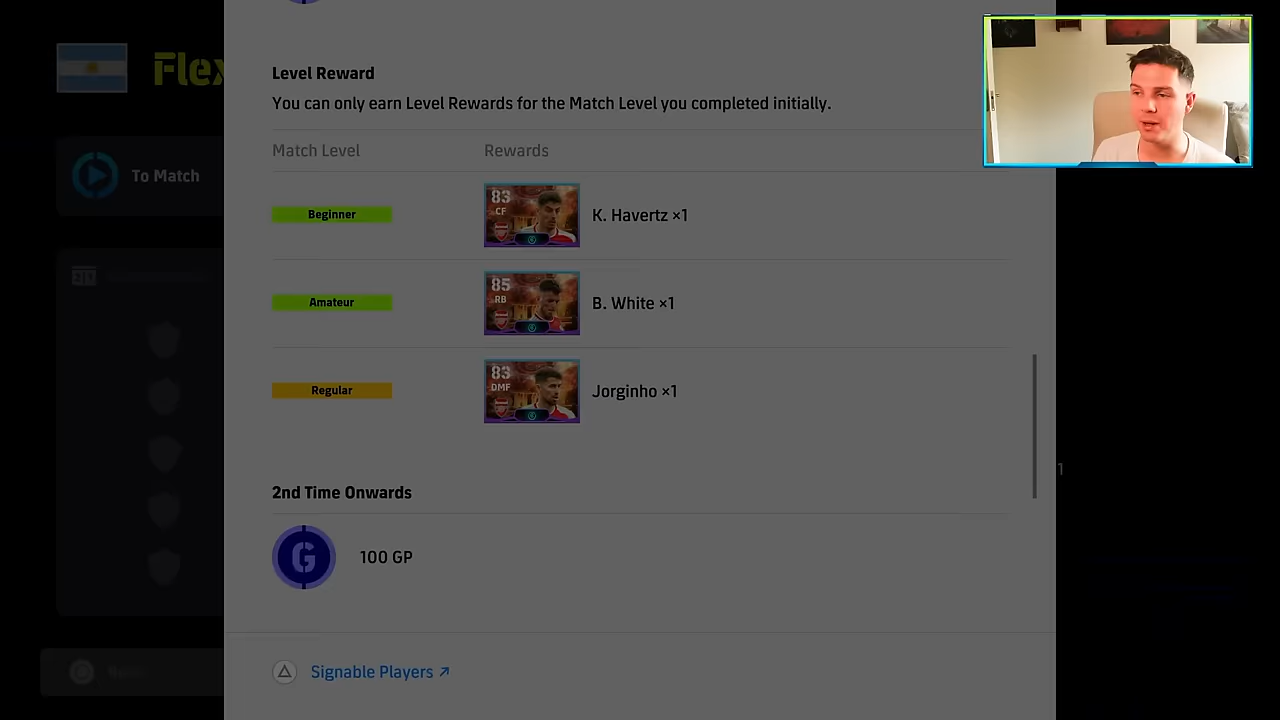 Flex
To Match
Level Reward
You can only earn Level Rewards for the Match Level you completed initially.
Match Level
Rewards
Beginner
83
CF
K. Havertz ×1
Amateur
85
RB
B. White ×1
Regular
83
DMF
Jorginho ×1
1
2nd Time Onwards
G
100 GP
Signable Players